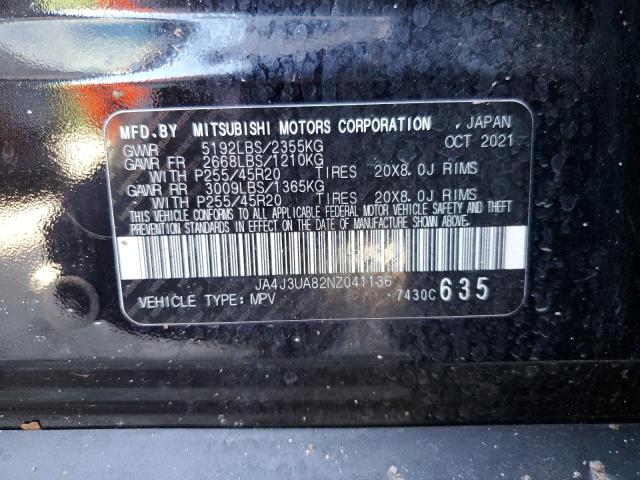 MFD.BY MITSUBISHI MOTORS CORPORATION , JAPAN
GVWR 5192LBS/2355KG OCT 2021
GAWR FR 2668LBS/1210KG
WITH P255/45R20 TIRES 20X8.0J RIMS
GAWR RR 3009LBS/1365KG
WITH P255/45R20 TIRES 20X8.0J RIMS
THIS VEHICLE CONFORMS TO ALL APPLICABLE FEDERAL MOTOR VEHICLE SAFETY AND THEFT
PREVENTION STANDARDS IN EFFECT ON THE DATE OF MANUFACTURE SHOWN ABOVE.
JA4J3UA82NZ041136
VEHICLE TYPE: MPV 7430C 635